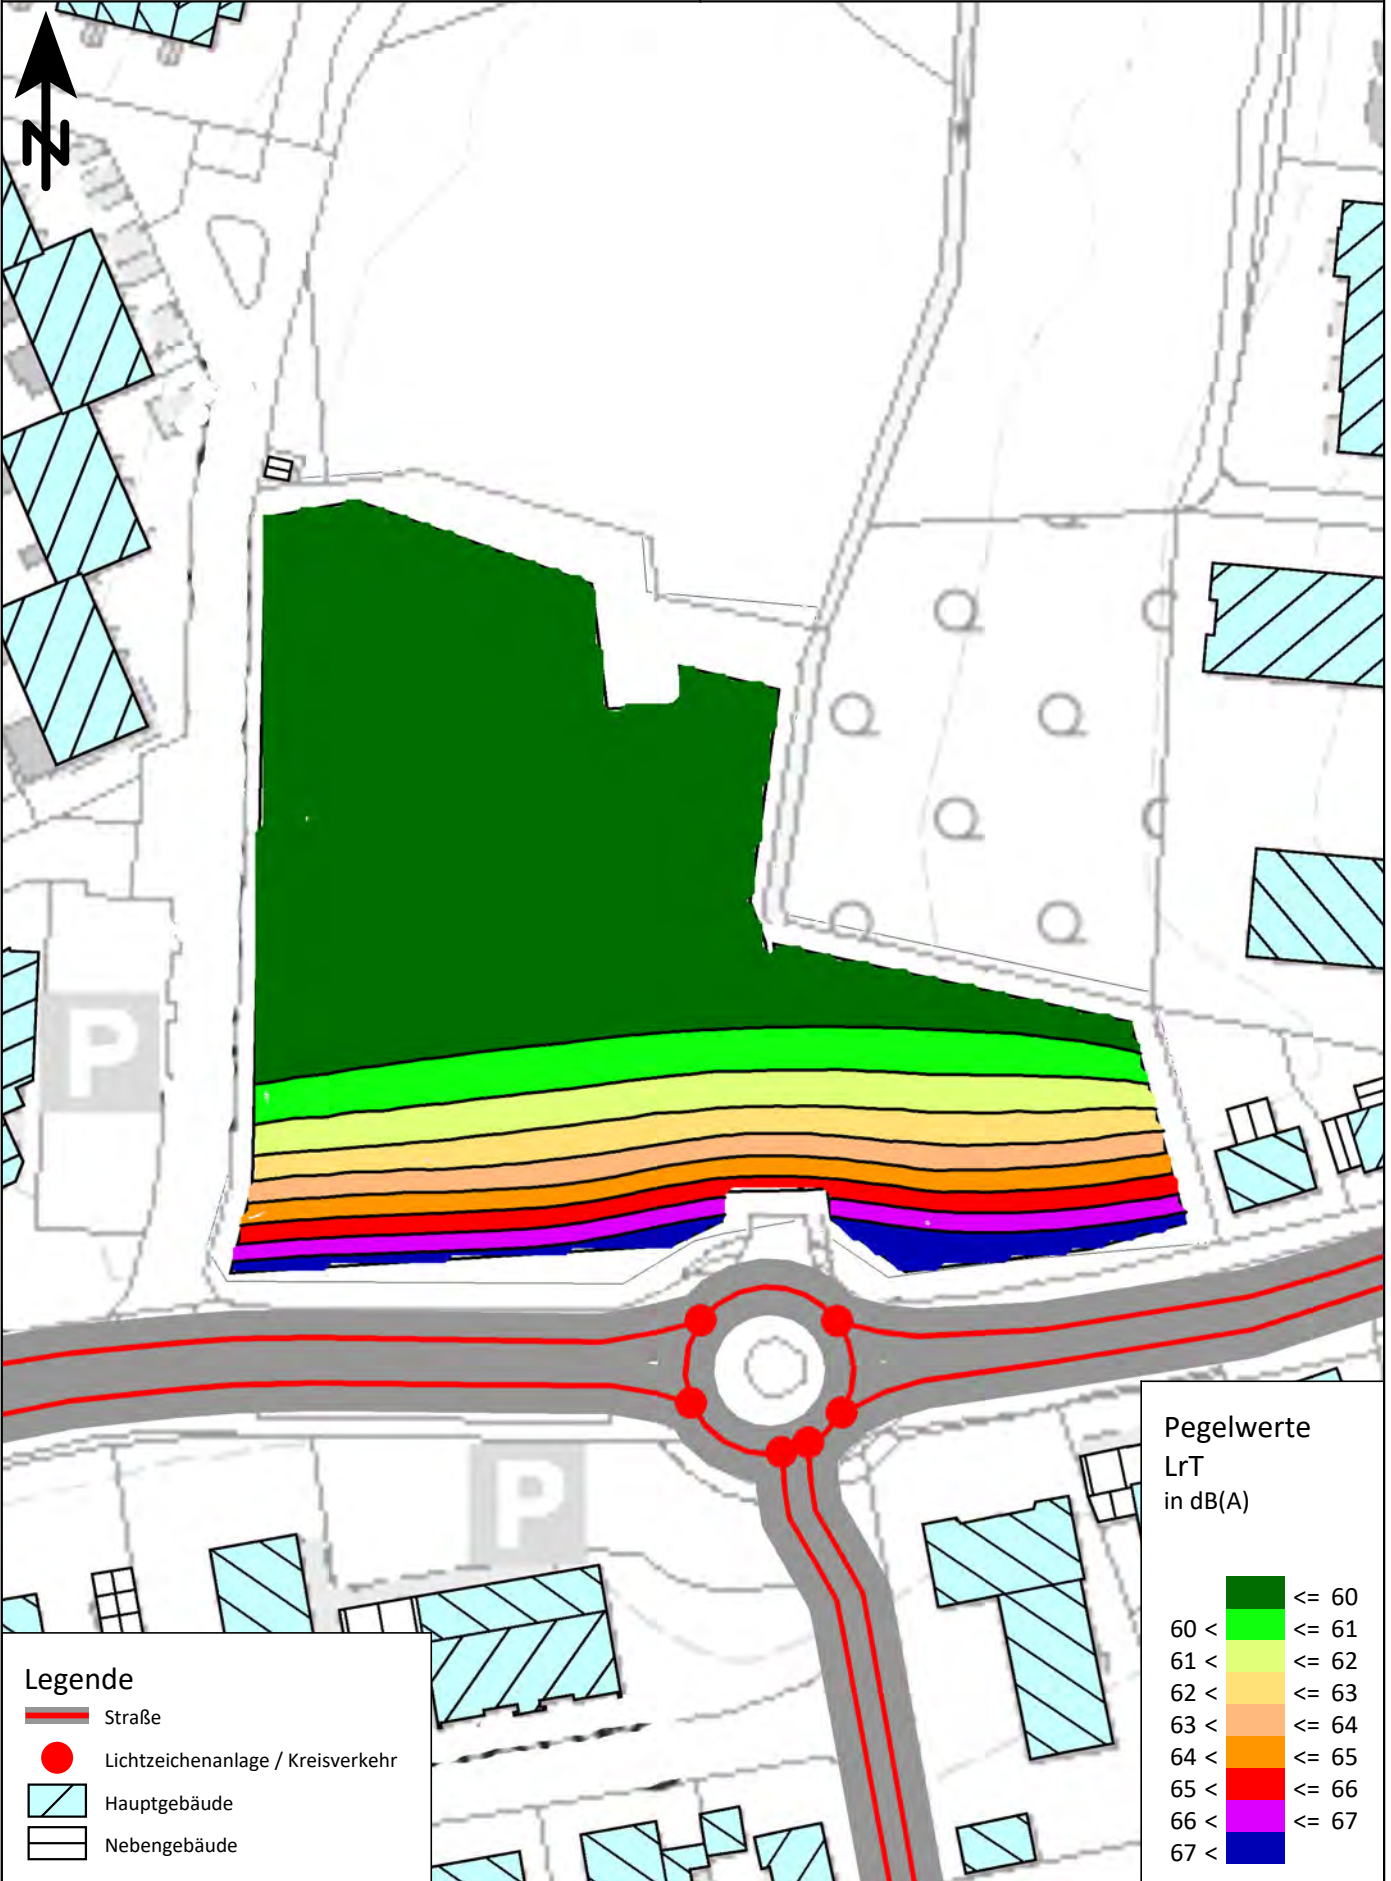 N
P
P
Pegelwerte
LrT
in dB(A)
<= 60
60 < <= 61
61 < <= 62
62 < <= 63
63 < <= 64
64 < <= 65
65 < <= 66
66 < <= 67
67 <
Legende
Straße
Lichtzeichenanlage / Kreisverkehr
Hauptgebäude
Nebengebäude